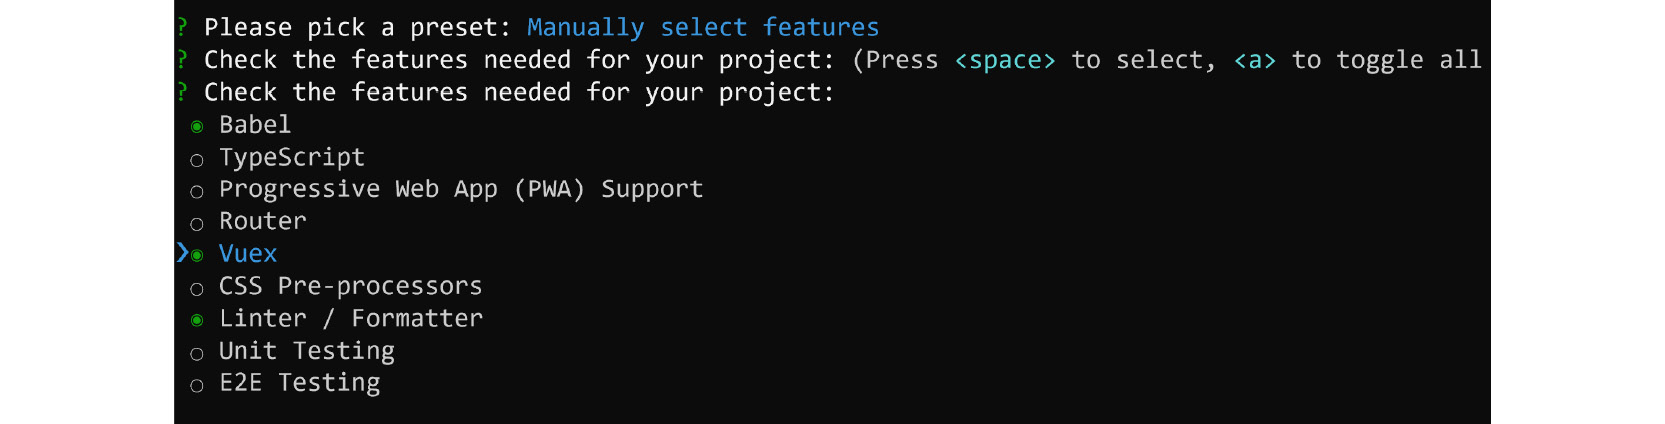 ? Please pick a preset: Manually select features
? Check the features needed for your project: (Press <space> to select, <a> to toggle all
? Check the features needed for your project:
◉ Babel
◯ TypeScript
◯ Progressive Web App (PWA) Support
◯ Router
❯◉ Vuex
◯ CSS Pre-processors
◉ Linter / Formatter
◯ Unit Testing
◯ E2E Testing